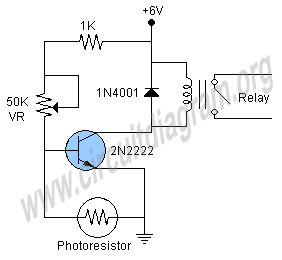 +6V
1K
1N4001
50K
VR
Relay
2N2222
www.circuitdiagram.org
Photoresistor